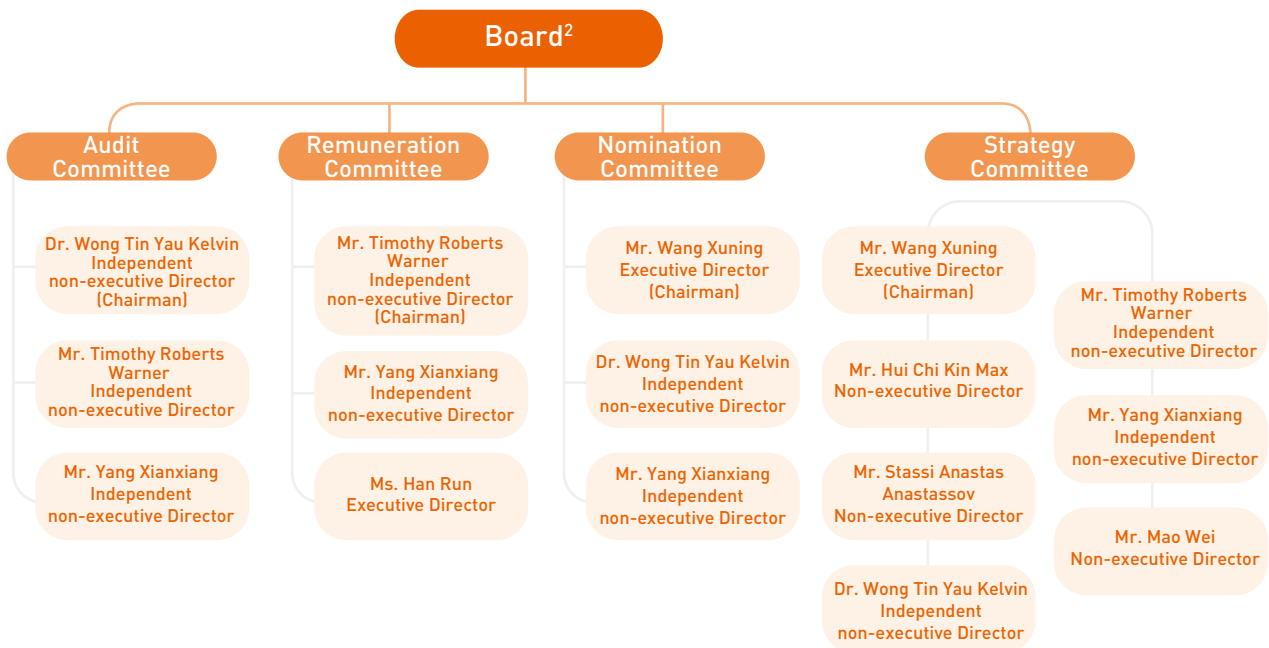 Board²
Audit
Committee
Remuneration
Committee
Nomination
Committee
Strategy
Committee
Dr. Wong Tin Yau Kelvin
Independent
non-executive Director
(Chairman)
Mr. Timothy Roberts
Warner
Independent
non-executive Director
Mr. Yang Xianxiang
Independent
non-executive Director
Mr. Timothy Roberts
Warner
Independent
non-executive Director
(Chairman)
Mr. Yang Xianxiang
Independent
non-executive Director
Ms. Han Run
Executive Director
Mr. Wang Xuning
Executive Director
(Chairman)
Dr. Wong Tin Yau Kelvin
Independent
non-executive Director
Mr. Yang Xianxiang
Independent
non-executive Director
Mr. Wang Xuning
Executive Director
(Chairman)
Mr. Hui Chi Kin Max
Non-executive Director
Mr. Stassi Anastas
Anastassov
Non-executive Director
Dr. Wong Tin Yau Kelvin
Independent
non-executive Director
Mr. Timothy Roberts
Warner
Independent
non-executive Director
Mr. Yang Xianxiang
Independent
non-executive Director
Mr. Mao Wei
Non-executive Director